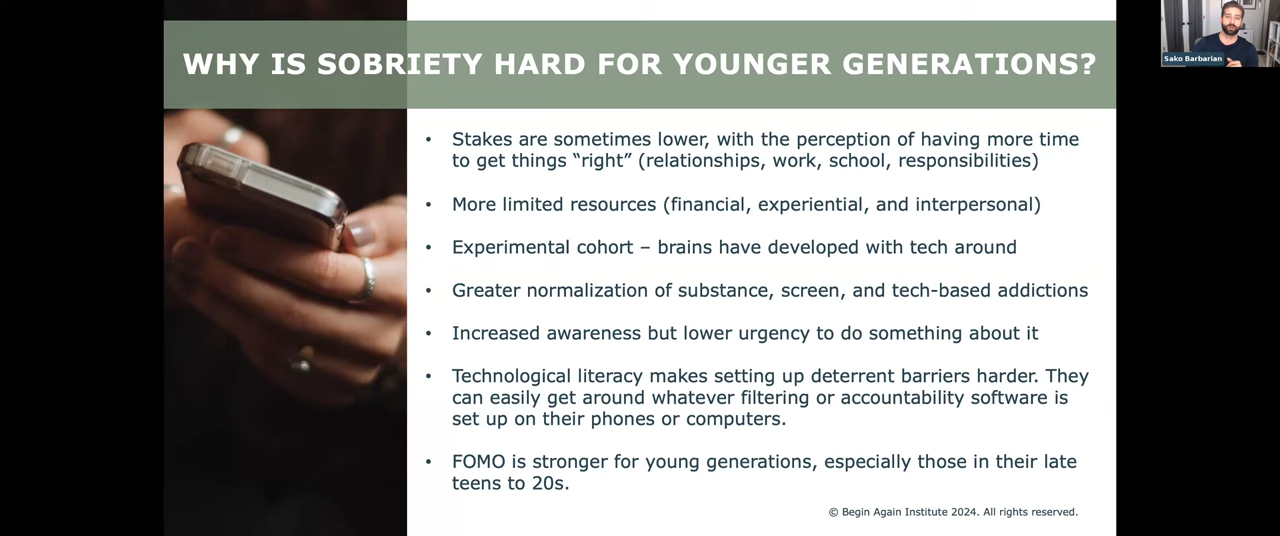 WHY IS SOBRIETY HARD FOR YOUNGER GENERATIONS?
Sako Barbarian
• Stakes are sometimes lower, with the perception of having more time
to get things “right” (relationships, work, school, responsibilities)
• More limited resources (financial, experiential, and interpersonal)
• Experimental cohort – brains have developed with tech around
• Greater normalization of substance, screen, and tech-based addictions
• Increased awareness but lower urgency to do something about it
• Technological literacy makes setting up deterrent barriers harder. They
can easily get around whatever filtering or accountability software is
set up on their phones or computers.
• FOMO is stronger for young generations, especially those in their late
teens to 20s.
© Begin Again Institute 2024. All rights reserved.